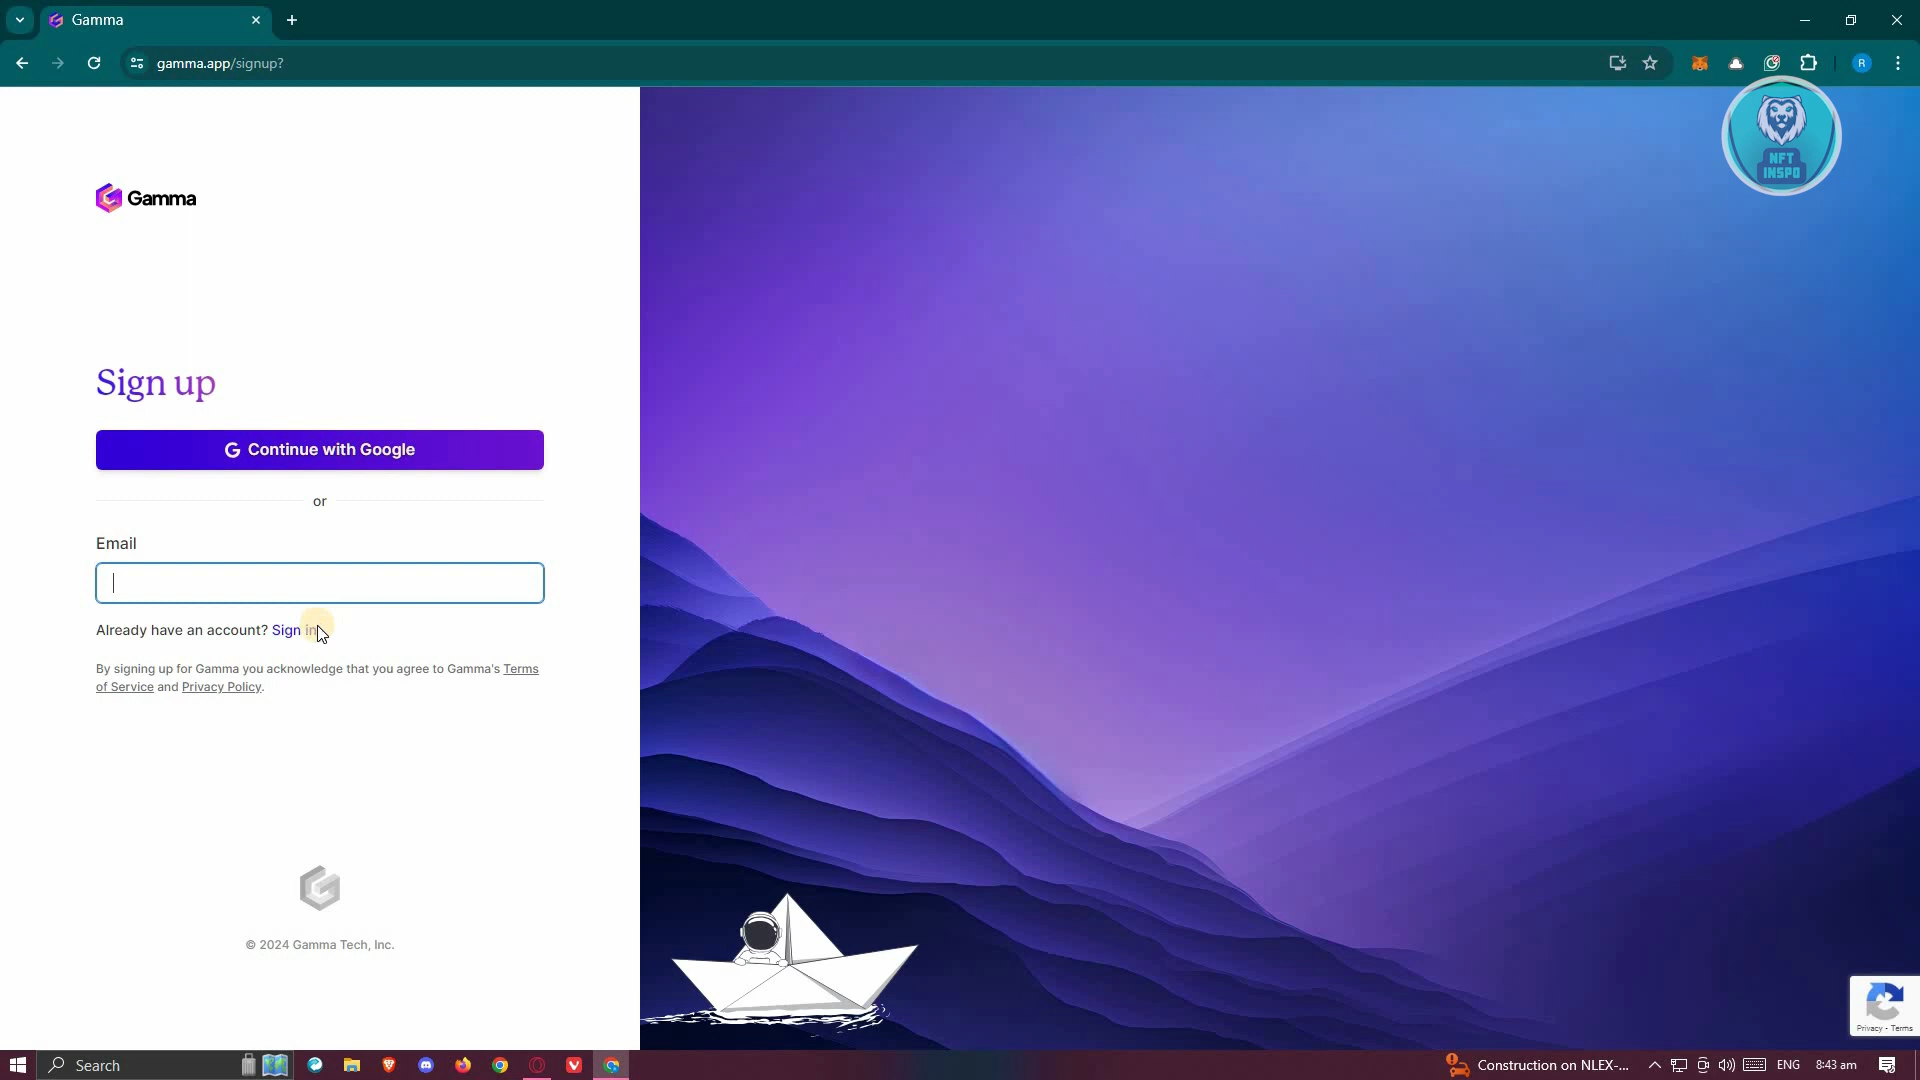 Gamma
gamma.app/signup?
R
NFT
INSPO
Gamma
Sign up
G Continue with Google
or
Email
Already have an account? Sign in
By signing up for Gamma you acknowledge that you agree to Gamma's Terms
of Service and Privacy Policy.
© 2024 Gamma Tech, Inc.
Privacy - Terms
Search
Construction on NLEX-...
ENG
8:43 am